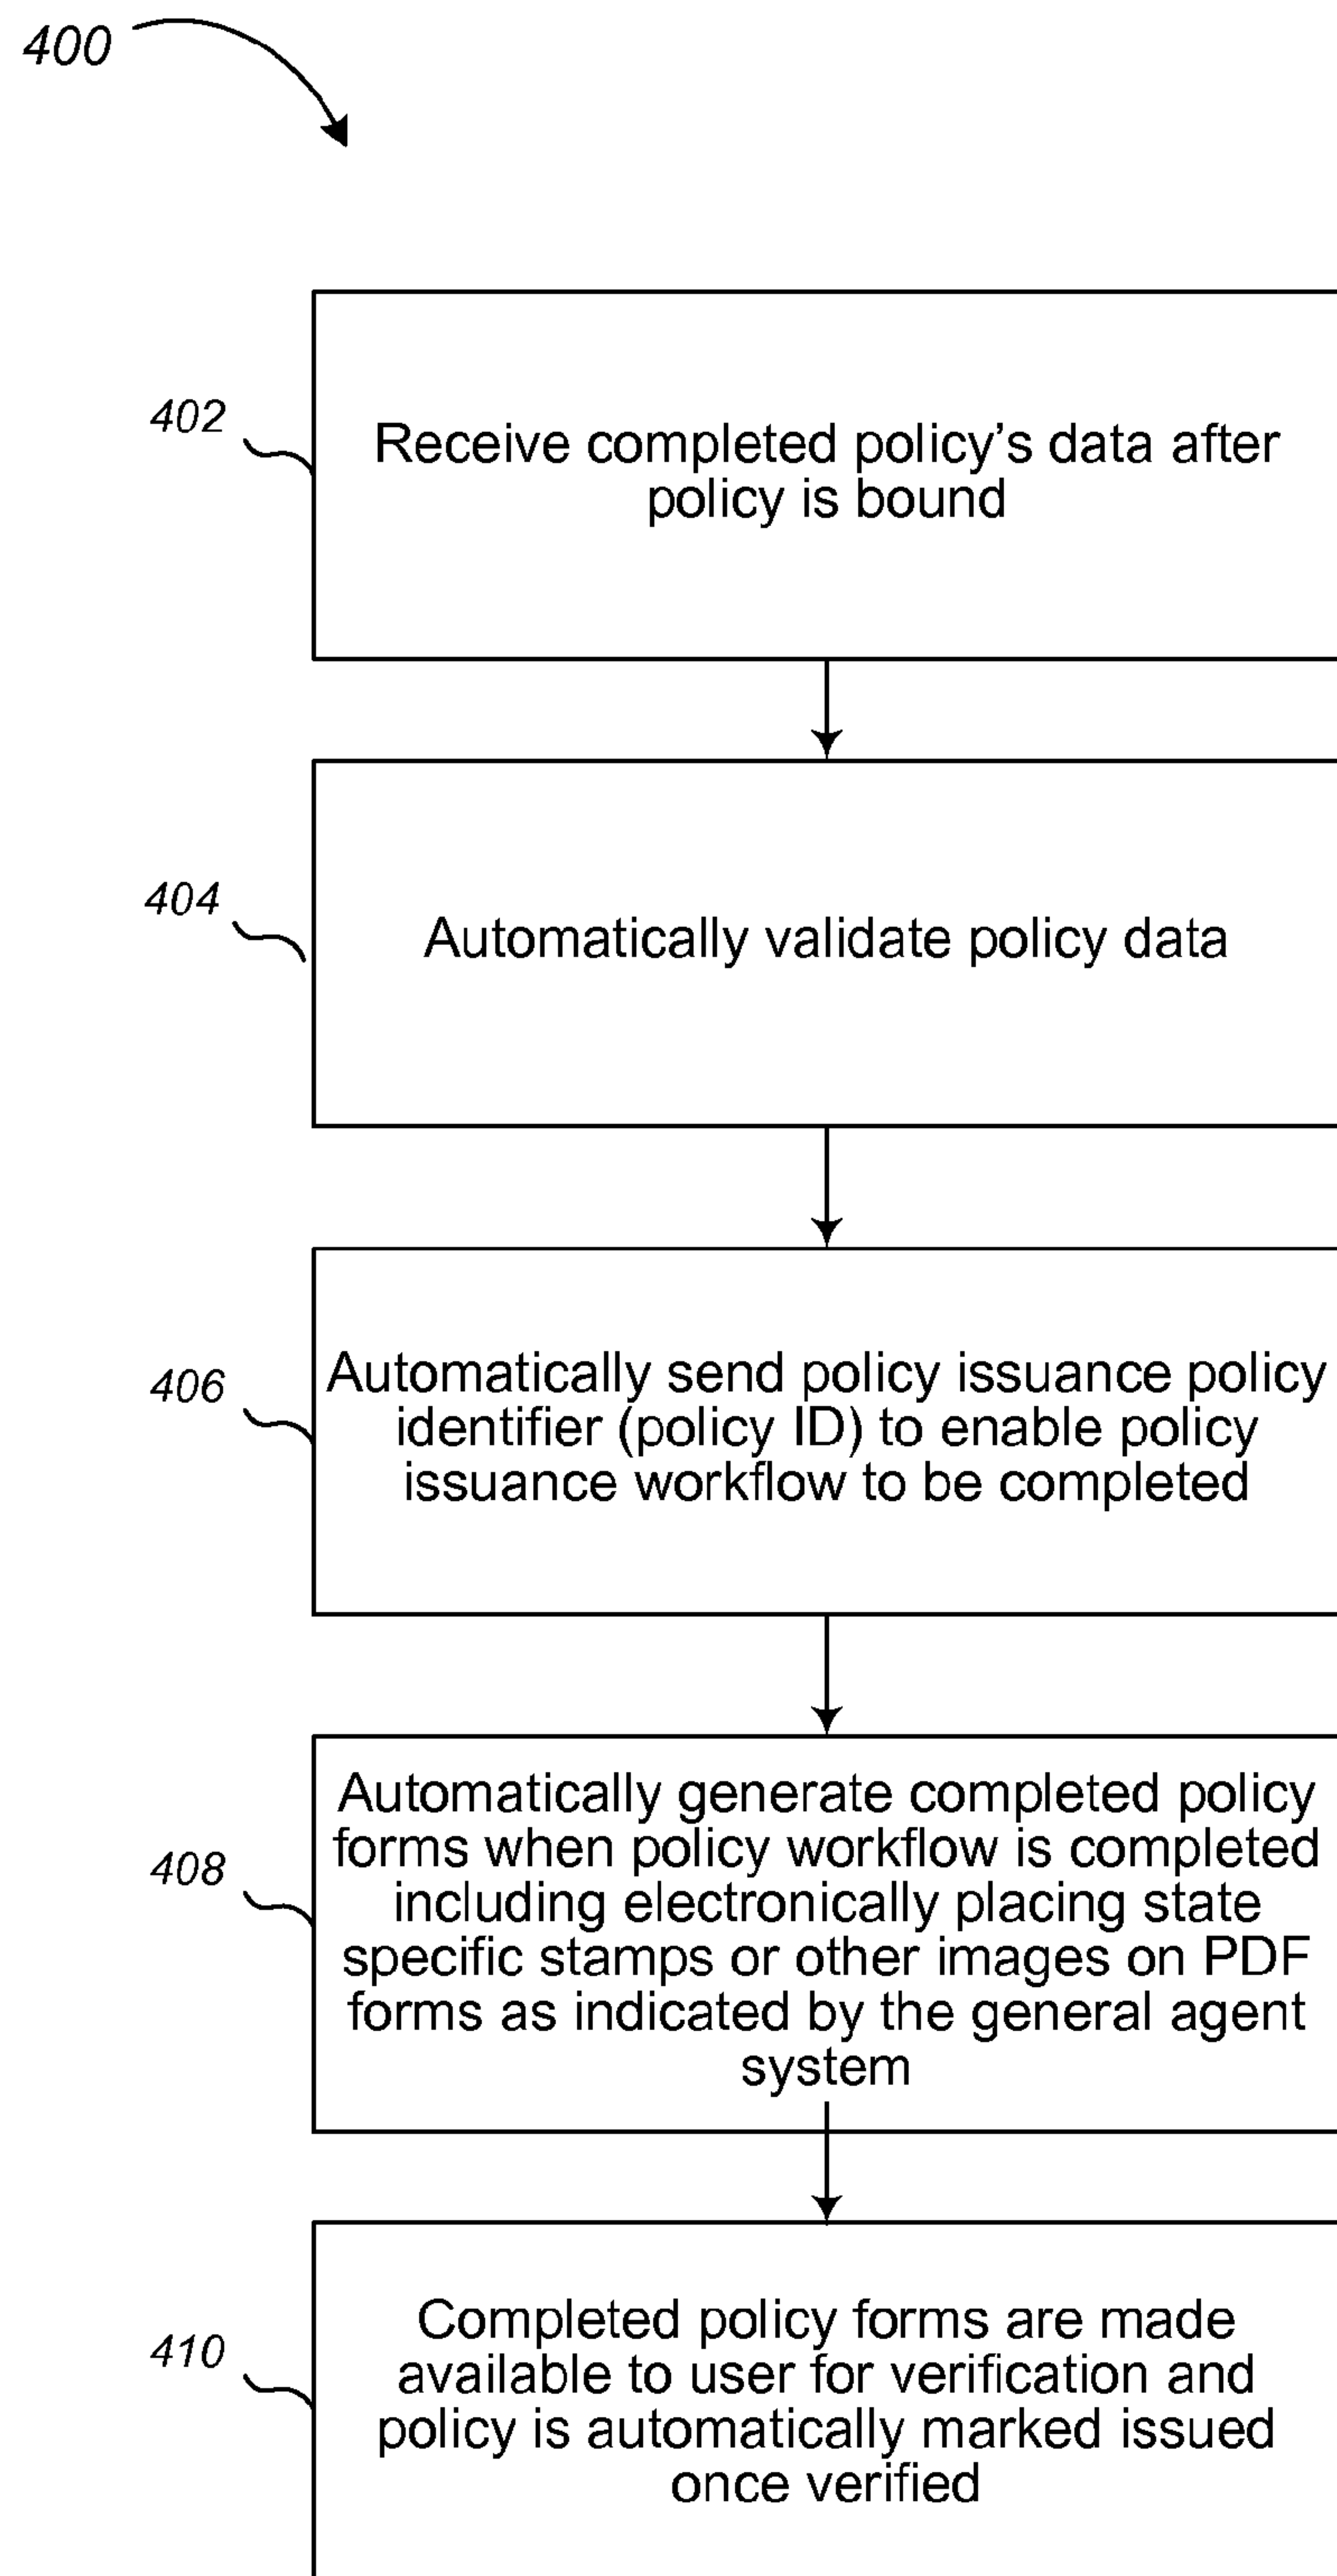 400
402
Receive completed policy’s data after
policy is bound
404
Automatically validate policy data
406
Automatically send policy issuance policy
identifier (policy ID) to enable policy
issuance workflow to be completed
408
Automatically generate completed policy
forms when policy workflow is completed
including electronically placing state
specific stamps or other images on PDF
forms as indicated by the general agent
system
410
Completed policy forms are made
available to user for verification and
policy is automatically marked issued
once verified